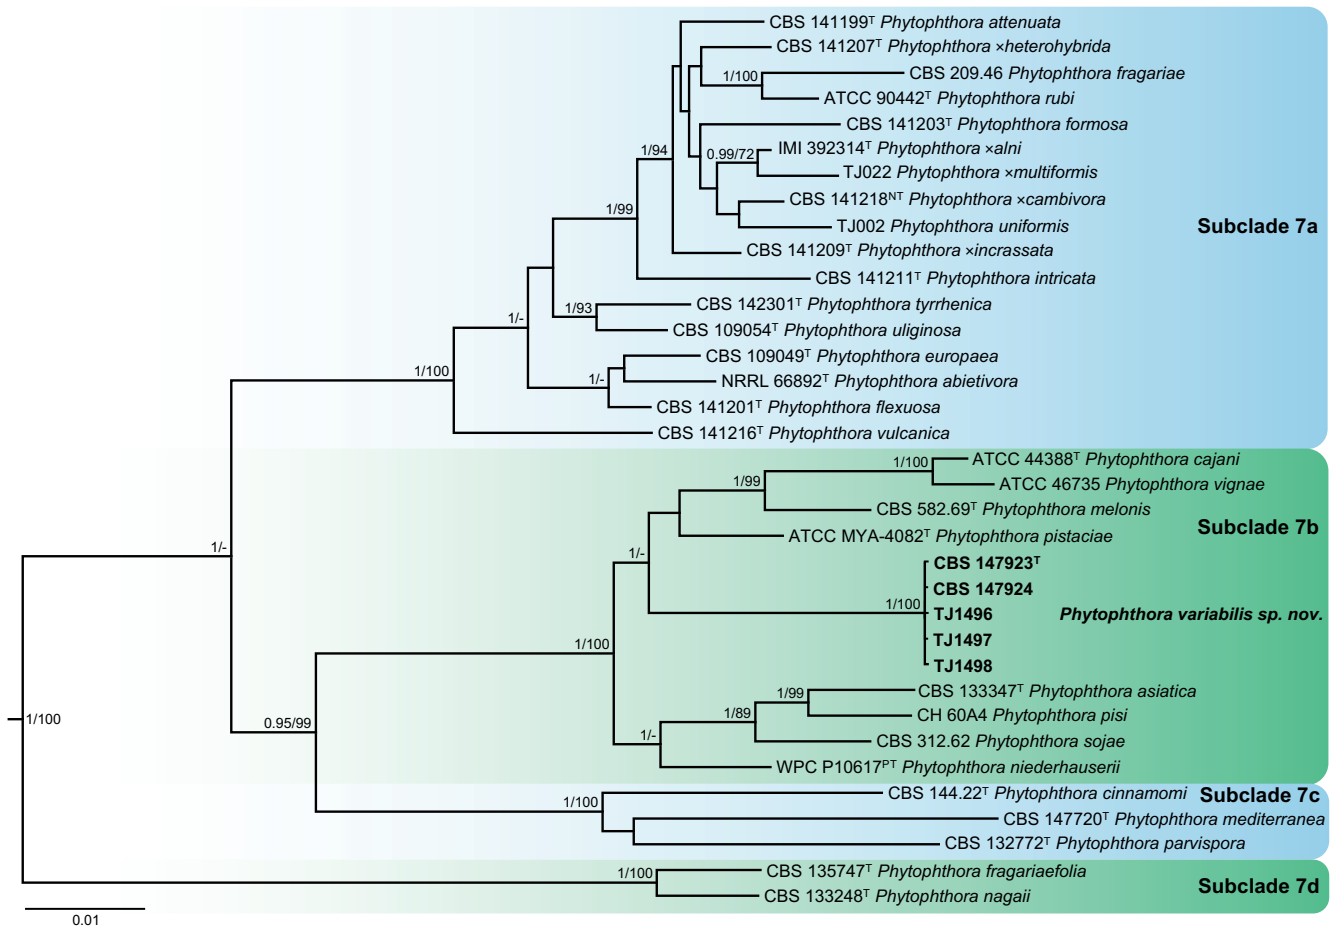 CBS 141199ᵀ Phytophthora attenuata
CBS 141207ᵀ Phytophthora ×heterohybrida
1/100
CBS 209.46 Phytophthora fragariae
ATCC 90442ᵀ Phytophthora rubi
CBS 141203ᵀ Phytophthora formosa
1/94
0.99/72
IMI 392314ᵀ Phytophthora ×alni
TJ022 Phytophthora ×multiformis
CBS 141218ᴺᵀ Phytophthora ×cambivora
1/99
TJ002 Phytophthora uniformis
Subclade 7a
CBS 141209ᵀ Phytophthora ×incrassata
CBS 141211ᵀ Phytophthora intricata
1/93
CBS 142301ᵀ Phytophthora tyrrhenica
1/-
CBS 109054ᵀ Phytophthora uliginosa
CBS 109049ᵀ Phytophthora europaea
1/100
1/-
NRRL 66892ᵀ Phytophthora abietivora
CBS 141201ᵀ Phytophthora flexuosa
CBS 141216ᵀ Phytophthora vulcanica
1/100
ATCC 44388ᵀ Phytophthora cajani
1/99
ATCC 46735 Phytophthora vignae
CBS 582.69ᵀ Phytophthora melonis
Subclade 7b
ATCC MYA-4082ᵀ Phytophthora pistaciae
1/-
1/-
CBS 147923ᵀ
CBS 147924
1/100
TJ1496 Phytophthora variabilis sp. nov.
TJ1497
1/100
TJ1498
1/99
CBS 133347ᵀ Phytophthora asiatica
1/100
0.95/99
1/89
CH 60A4 Phytophthora pisi
1/-
CBS 312.62 Phytophthora sojae
WPC P10617ᴾᵀ Phytophthora niederhauserii
1/100
CBS 144.22ᵀ Phytophthora cinnamomi
Subclade 7c
CBS 147720ᵀ Phytophthora mediterranea
CBS 132772ᵀ Phytophthora parvispora
1/100
CBS 135747ᵀ Phytophthora fragariaefolia
Subclade 7d
CBS 133248ᵀ Phytophthora nagaii
0.01